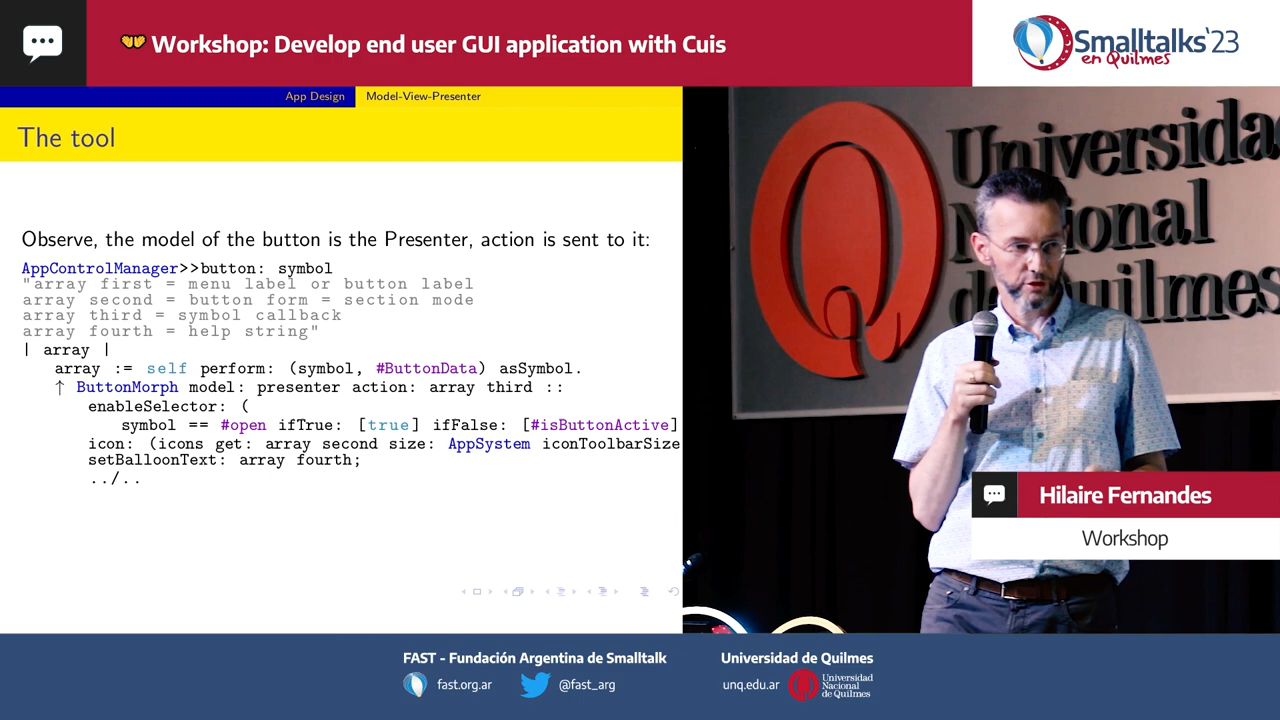 Workshop: Develop end user GUI application with Cuis
Smalltalks'23
en Quilmes
App Design
Model-View-Presenter
The tool
Observe, the model of the button is the Presenter, action is sent to it:
AppControlManager>>button: symbol
"array first = menu label or button label
array second = button form = section mode
array third = symbol callback
array fourth = help string"
| array |
array := self perform: (symbol, #ButtonData) asSymbol.
↑ ButtonMorph model: presenter action: array third ::
enableSelector: (
symbol == #open ifTrue: [true] ifFalse: [#isButtonActive]
icon: (icons get: array second size: AppSystem iconToolbarSize
setBalloonText: array fourth;
../..
Universida
Nacional
de Quilmes
Hilaire Fernandes
Workshop
FAST - Fundación Argentina de Smalltalk
fast.org.ar
@fast_arg
Universidad de Quilmes
unq.edu.ar
Universidad
Nacional
de Quilmes